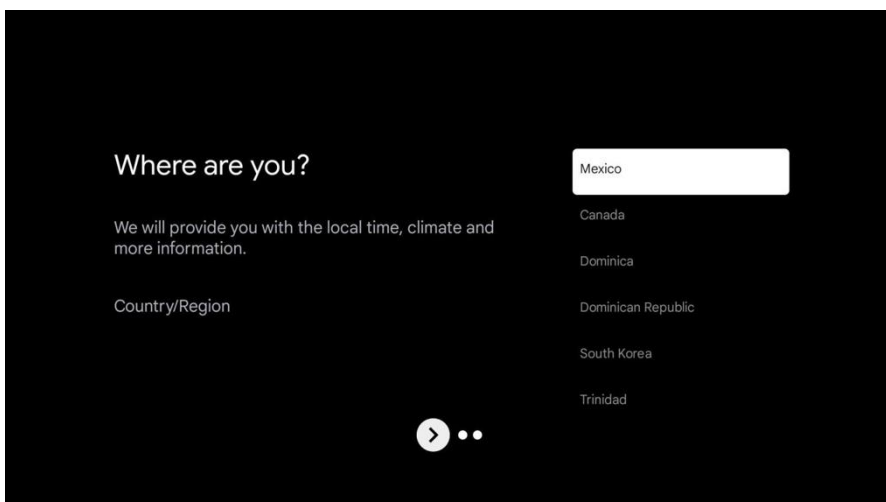 Where are you?
We will provide you with the local time, climate and
more information.
Country/Region
Mexico
Canada
Dominica
Dominican Republic
South Korea
Trinidad